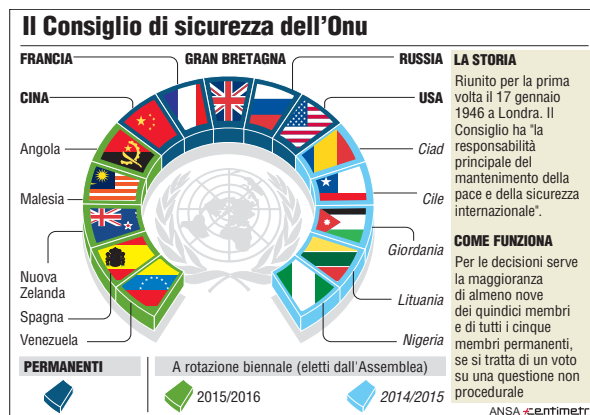 Il Consiglio di sicurezza dell'Onu
FRANCIA
GRAN BRETAGNA
RUSSIA
CINA
USA
Angola
Ciad
Malesia
Cile
Nuova
Zelanda
Giordania
Spagna
Lituania
Venezuela
Nigeria
LA STORIA
Riunito per la prima
volta il 17 gennaio
1946 a Londra. Il
Consiglio ha "la
responsabilità
principale del
mantenimento della
pace e della sicurezza
internazionale".
COME FUNZIONA
Per le decisioni serve
la maggioranza
di almeno nove
dei quindici membri
e di tutti i cinque
membri permanenti,
se si tratta di un voto
su una questione non
procedurale
PERMANENTI
A rotazione biennale (eletti dall'Assemblea)
2015/2016
2014/2015
ANSA centimetri